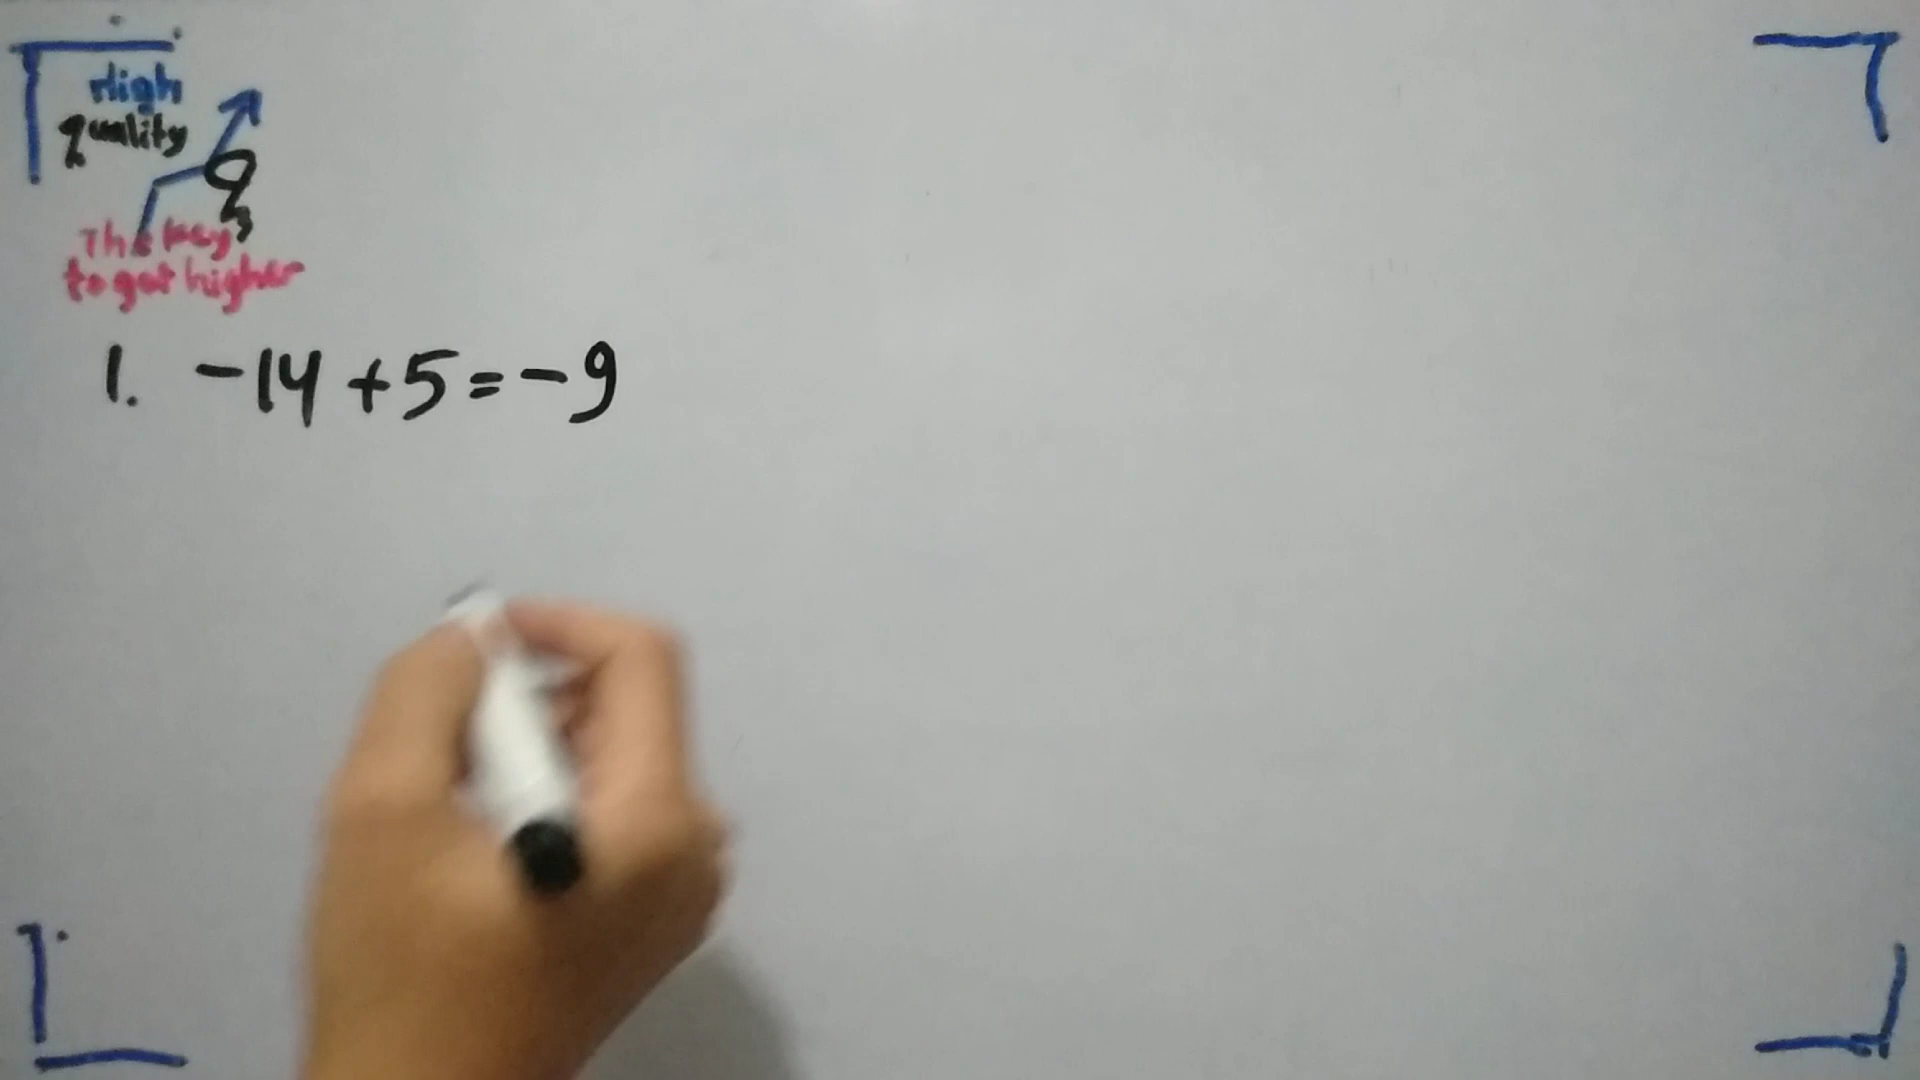 High
quality
The key
to get higher
1. -14 +5=-9